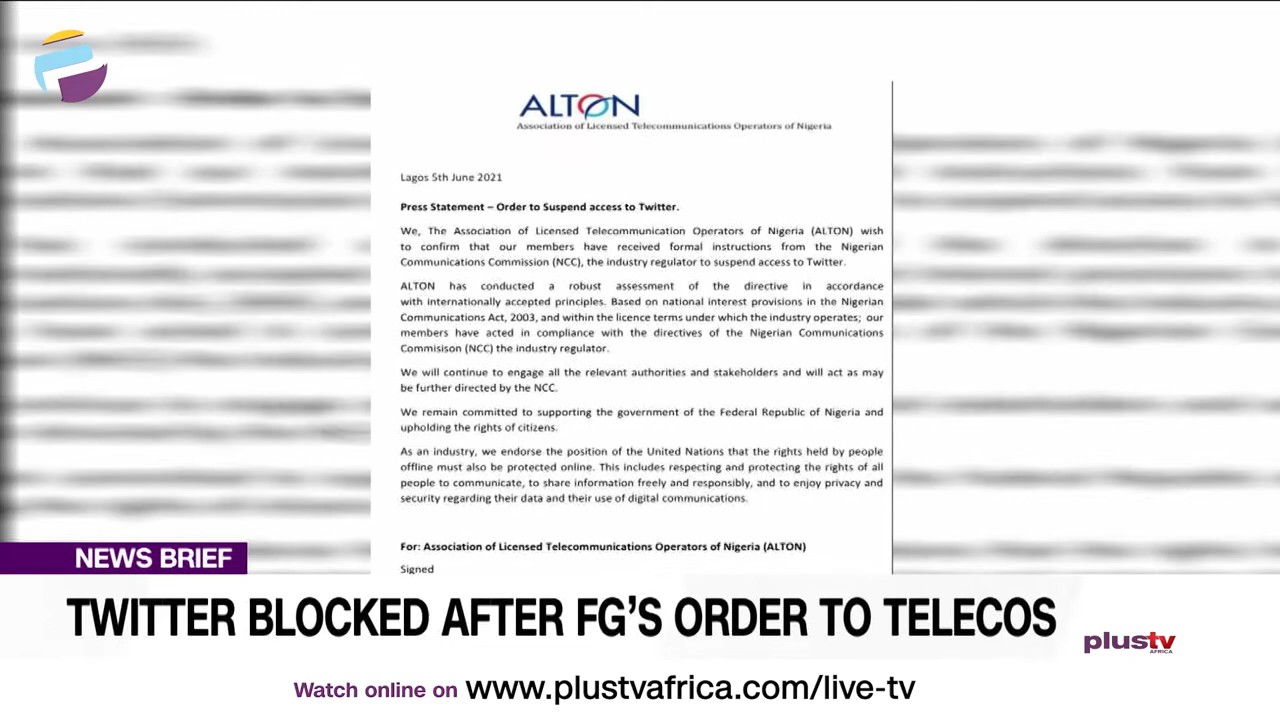 ALTON
Association of Licensed Telecommunications Operators of Nigeria
Lagos 5th June 2021
Press Statement – Order to Suspend access to Twitter.
We, The Association of Licensed Telecommunication Operators of Nigeria (ALTON) wish
to confirm that our members have received formal instructions from the Nigerian
Communications Commission (NCC), the industry regulator to suspend access to Twitter.
ALTON has conducted a robust assessment of the directive in accordance
with internationally accepted principles. Based on national interest provisions in the Nigerian
Communications Act, 2003, and within the licence terms under which the industry operates; our
members have acted in compliance with the directives of the Nigerian Communications
Commisison (NCC) the industry regulator.
We will continue to engage all the relevant authorities and stakeholders and will act as may
be further directed by the NCC.
We remain committed to supporting the government of the Federal Republic of Nigeria and
upholding the rights of citizens.
As an industry, we endorse the position of the United Nations that the rights held by people
offline must also be protected online. This includes respecting and protecting the rights of all
people to communicate, to share information freely and responsibly, and to enjoy privacy and
security regarding their data and their use of digital communications.
For: Association of Licensed Telecommunications Operators of Nigeria (ALTON)
Signed
NEWS BRIEF
TWITTER BLOCKED AFTER FG'S ORDER TO TELECOS
plustv
AFRICA
Watch online on www.plustvafrica.com/live-tv